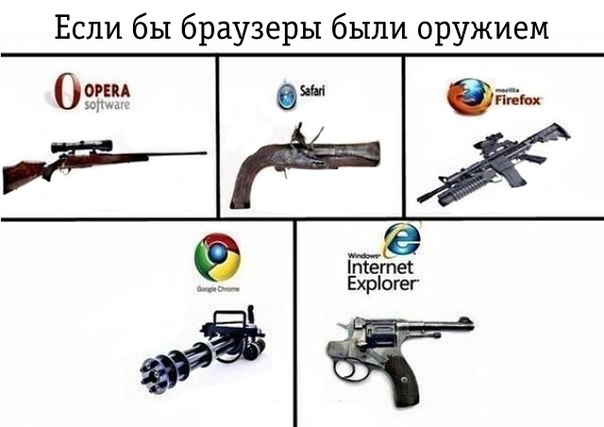 Если бы браузеры были оружием
OPERA
software
Safari
mozilla
Firefox
Google Chrome
Windows
Internet
Explorer